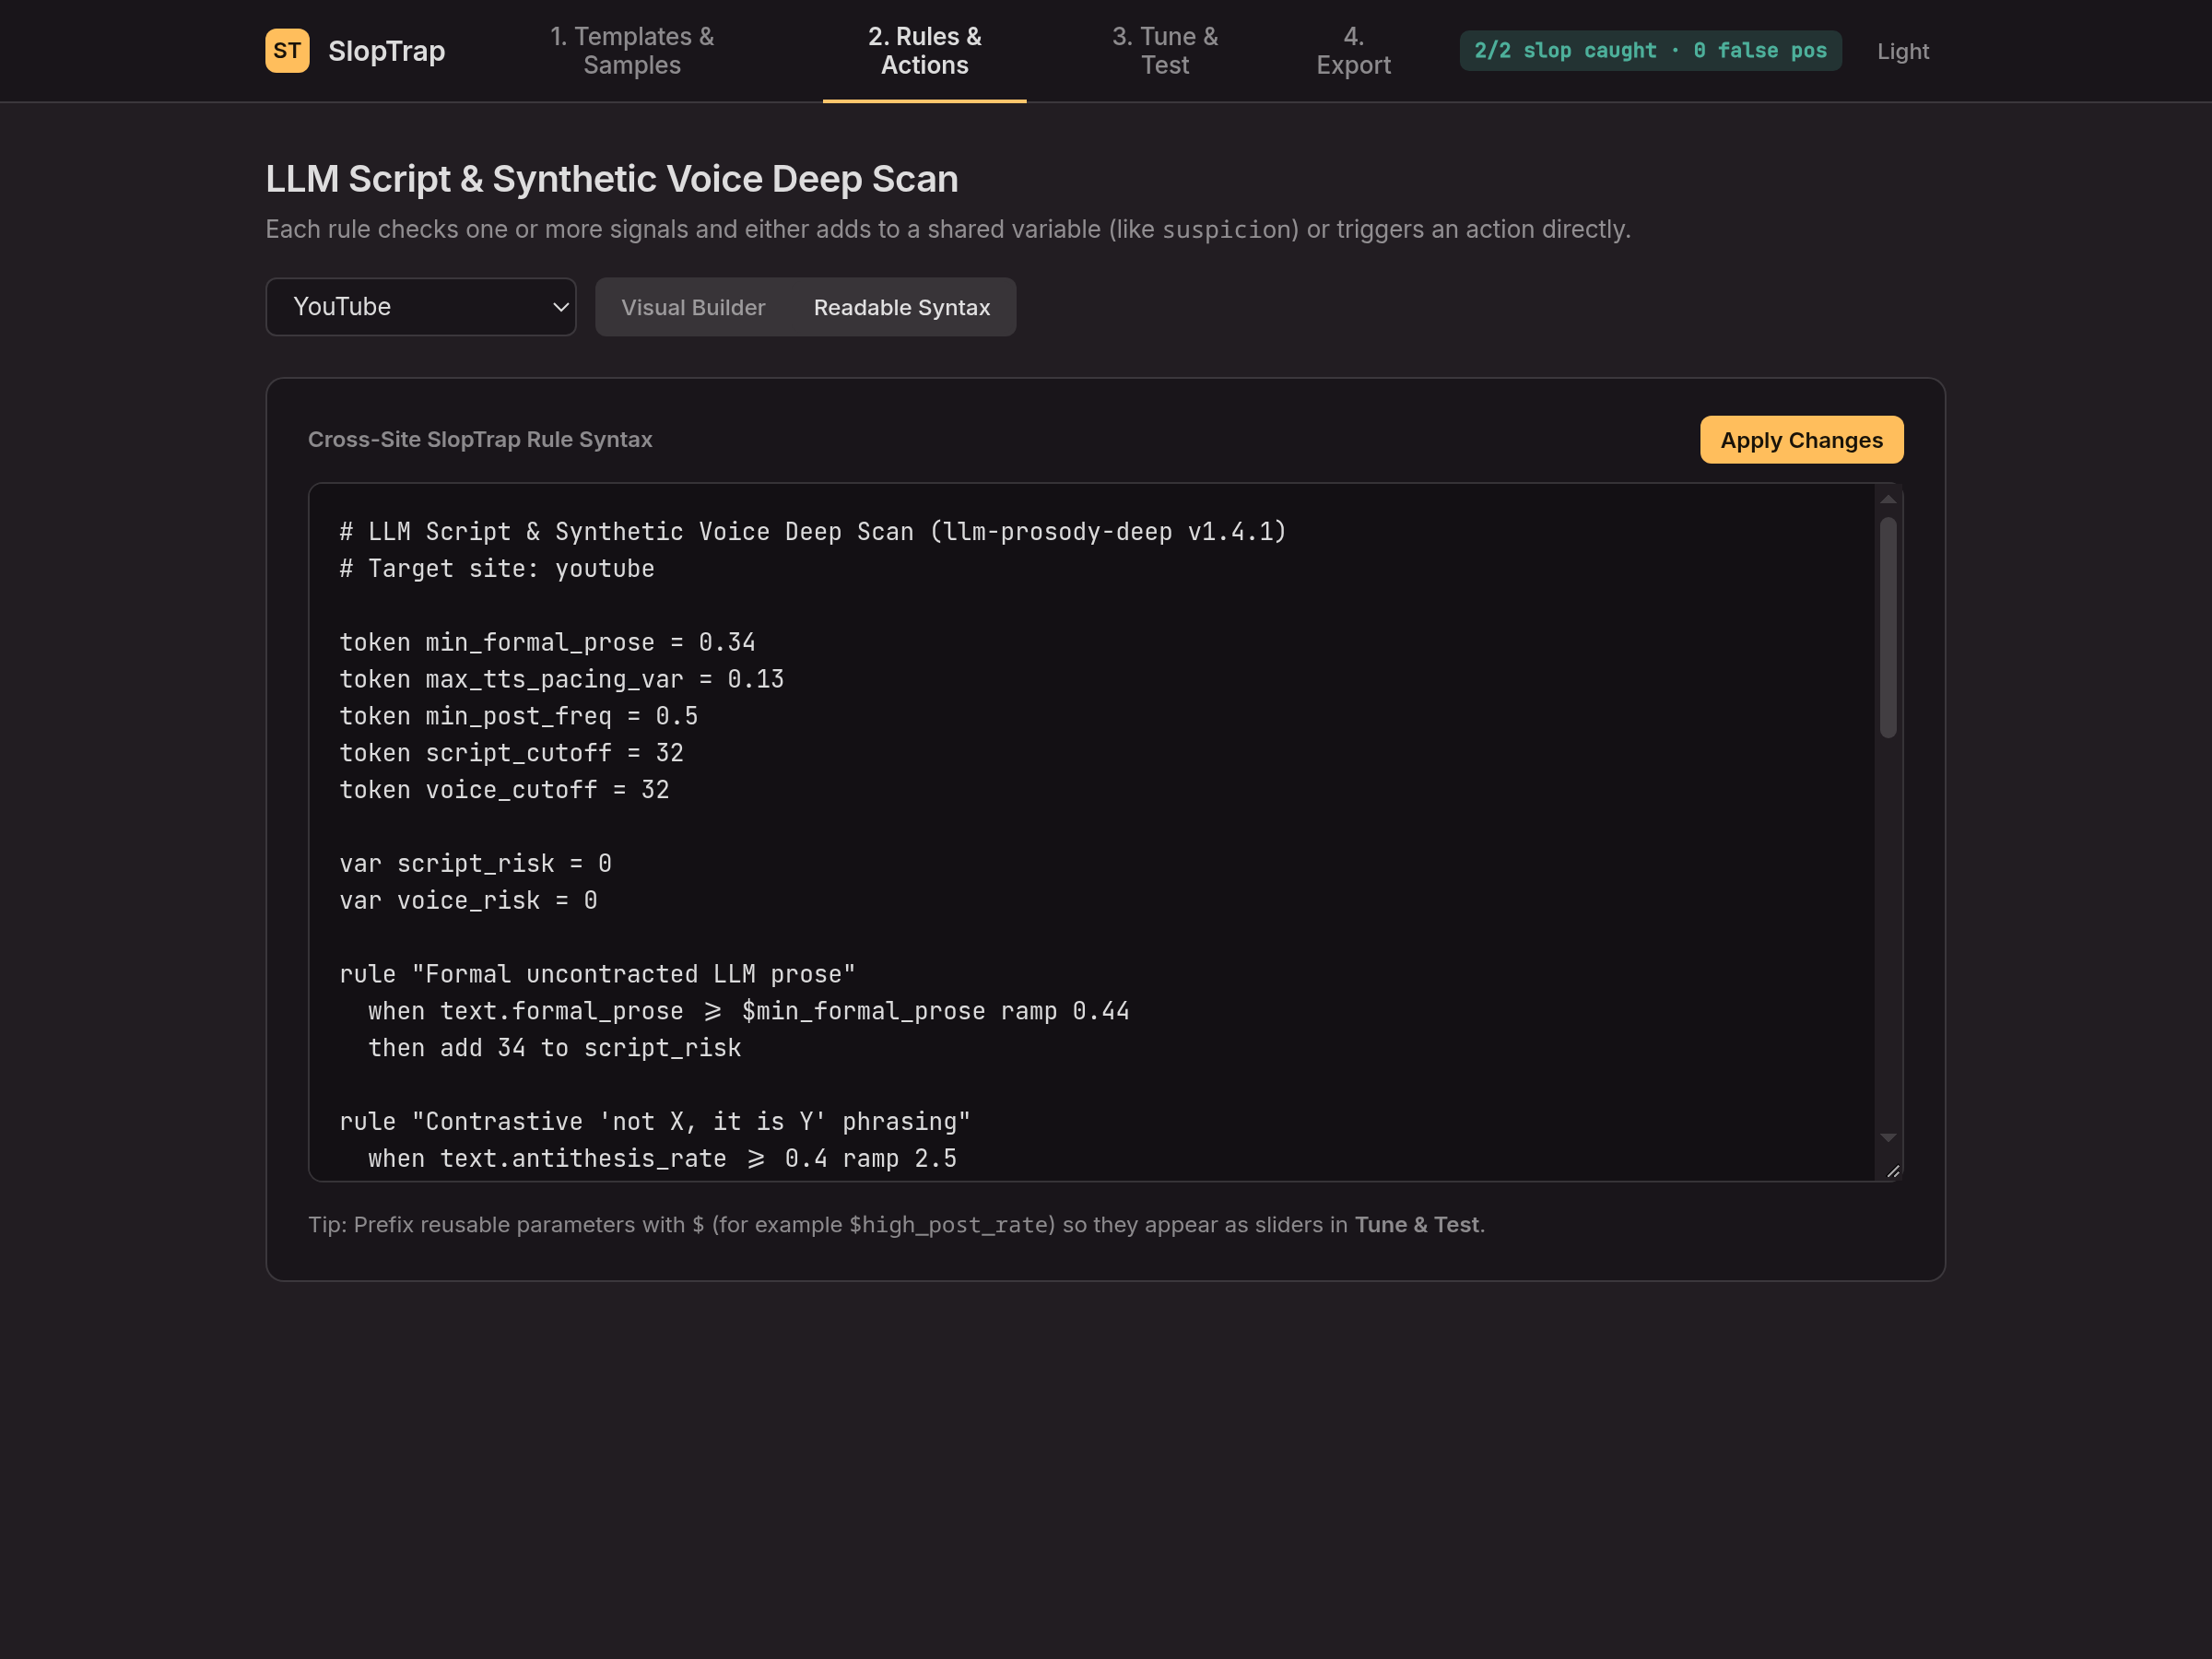 ST SlopTrap
1. Templates &
Samples
2. Rules &
Actions
3. Tune &
Test
4.
Export
2/2 slop caught · 0 false pos
Light
LLM Script & Synthetic Voice Deep Scan
Each rule checks one or more signals and either adds to a shared variable (like suspicion) or triggers an action directly.
YouTube
Visual Builder
Readable Syntax
Cross-Site SlopTrap Rule Syntax
Apply Changes
# LLM Script & Synthetic Voice Deep Scan (llm-prosody-deep v1.4.1)
# Target site: youtube
token min_formal_prose = 0.34
token max_tts_pacing_var = 0.13
token min_post_freq = 0.5
token script_cutoff = 32
token voice_cutoff = 32
var script_risk = 0
var voice_risk = 0
rule "Formal uncontracted LLM prose"
when text.formal_prose >= $min_formal_prose ramp 0.44
then add 34 to script_risk
rule "Contrastive 'not X, it is Y' phrasing"
when text.antithesis_rate >= 0.4 ramp 2.5
Tip: Prefix reusable parameters with $ (for example $high_post_rate) so they appear as sliders in Tune & Test.